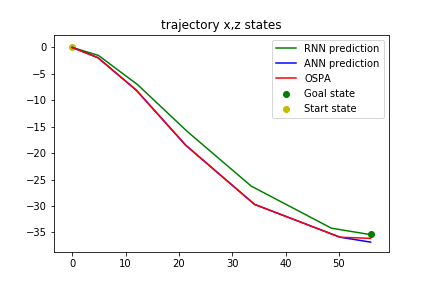 trajectory x,z states
RNN prediction
ANN prediction
OSPA
Goal state
Start state
0
−5
−10
−15
−20
−25
−30
−35
0 10 20 30 40 50